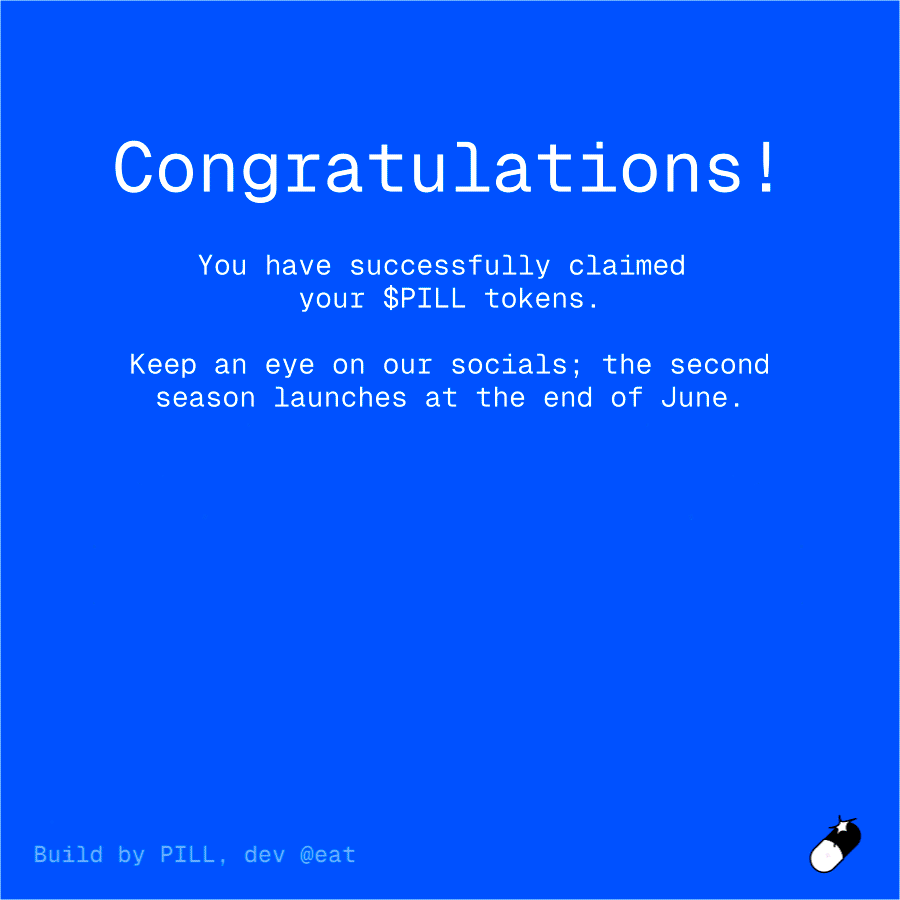 Congratulations!
You have successfully claimed
your $PILL tokens.
Keep an eye on our socials; the second
season launches at the end of June.
Build by PILL, dev @eat